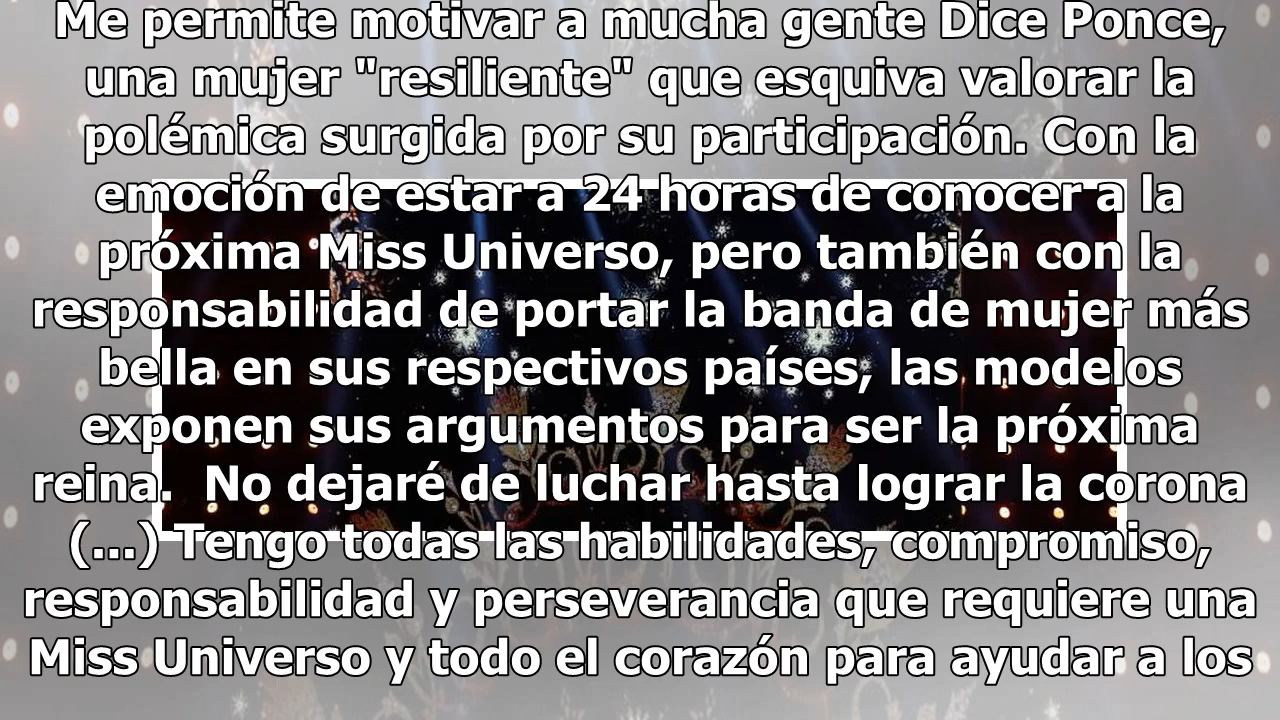 Me permite motivar a mucha gente Dice Ponce,
una mujer "resiliente" que esquiva valorar la
polémica surgida por su participación. Con la
emoción de estar a 24 horas de conocer a la
próxima Miss Universo, pero también con la
responsabilidad de portar la banda de mujer más
bella en sus respectivos países, las modelos
exponen sus argumentos para ser la próxima
reina.  No dejaré de luchar hasta lograr la corona
(...) Tengo todas las habilidades, compromiso,
responsabilidad y perseverancia que requiere una
Miss Universo y todo el corazón para ayudar a los